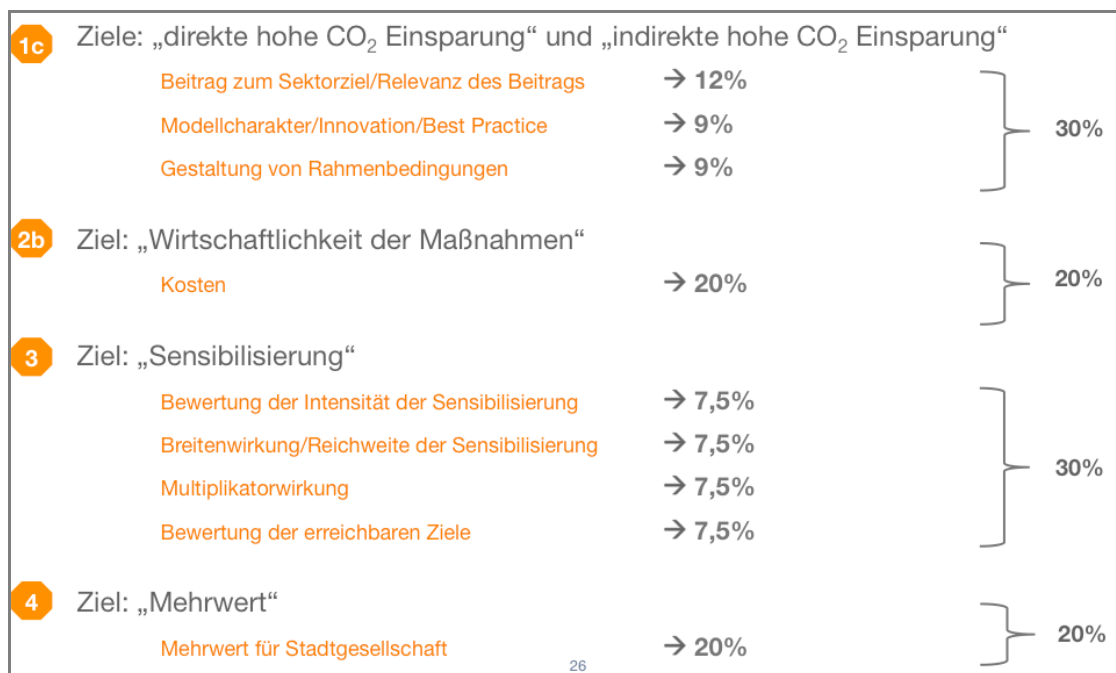 1c Ziele: „direkte hohe CO₂ Einsparung“ und „indirekte hohe CO₂ Einsparung“
Beitrag zum Sektorziel/Relevanz des Beitrags → 12%
Modellcharakter/Innovation/Best Practice → 9% 30%
Gestaltung von Rahmenbedingungen → 9%
2b Ziel: „Wirtschaftlichkeit der Maßnahmen“
Kosten → 20% 20%
3 Ziel: „Sensibilisierung“
Bewertung der Intensität der Sensibilisierung → 7,5%
Breitenwirkung/Reichweite der Sensibilisierung → 7,5%
30%
Multiplikatorwirkung → 7,5%
Bewertung der erreichbaren Ziele → 7,5%
4 Ziel: „Mehrwert“
Mehrwert für Stadtgesellschaft → 20% 20%
26